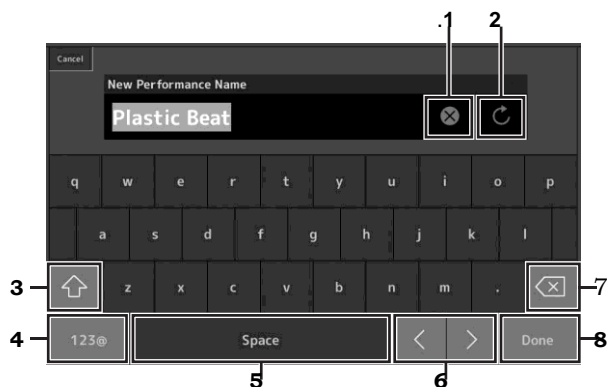 .1 2
Cancel
New Performance Name
Plastic Beat
q w e r t y u i o p
a s d f g h j k l
3 z x c v b n m . 7
4 123@ Space Done 8
5 6